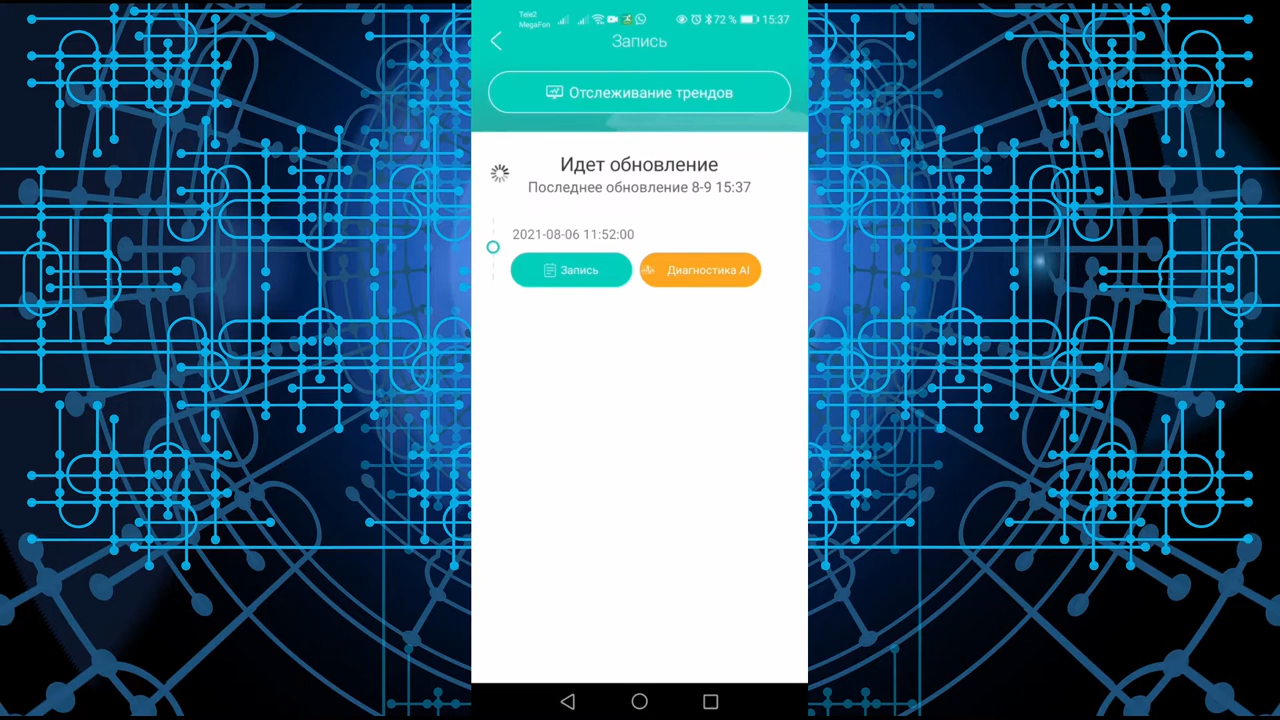 Tele2
MegaFon
72 %
15:37
Запись
Отслеживание трендов
Идет обновление
Последнее обновление 8-9 15:37
2021-08-06 11:52:00
Запись
Диагностика AI